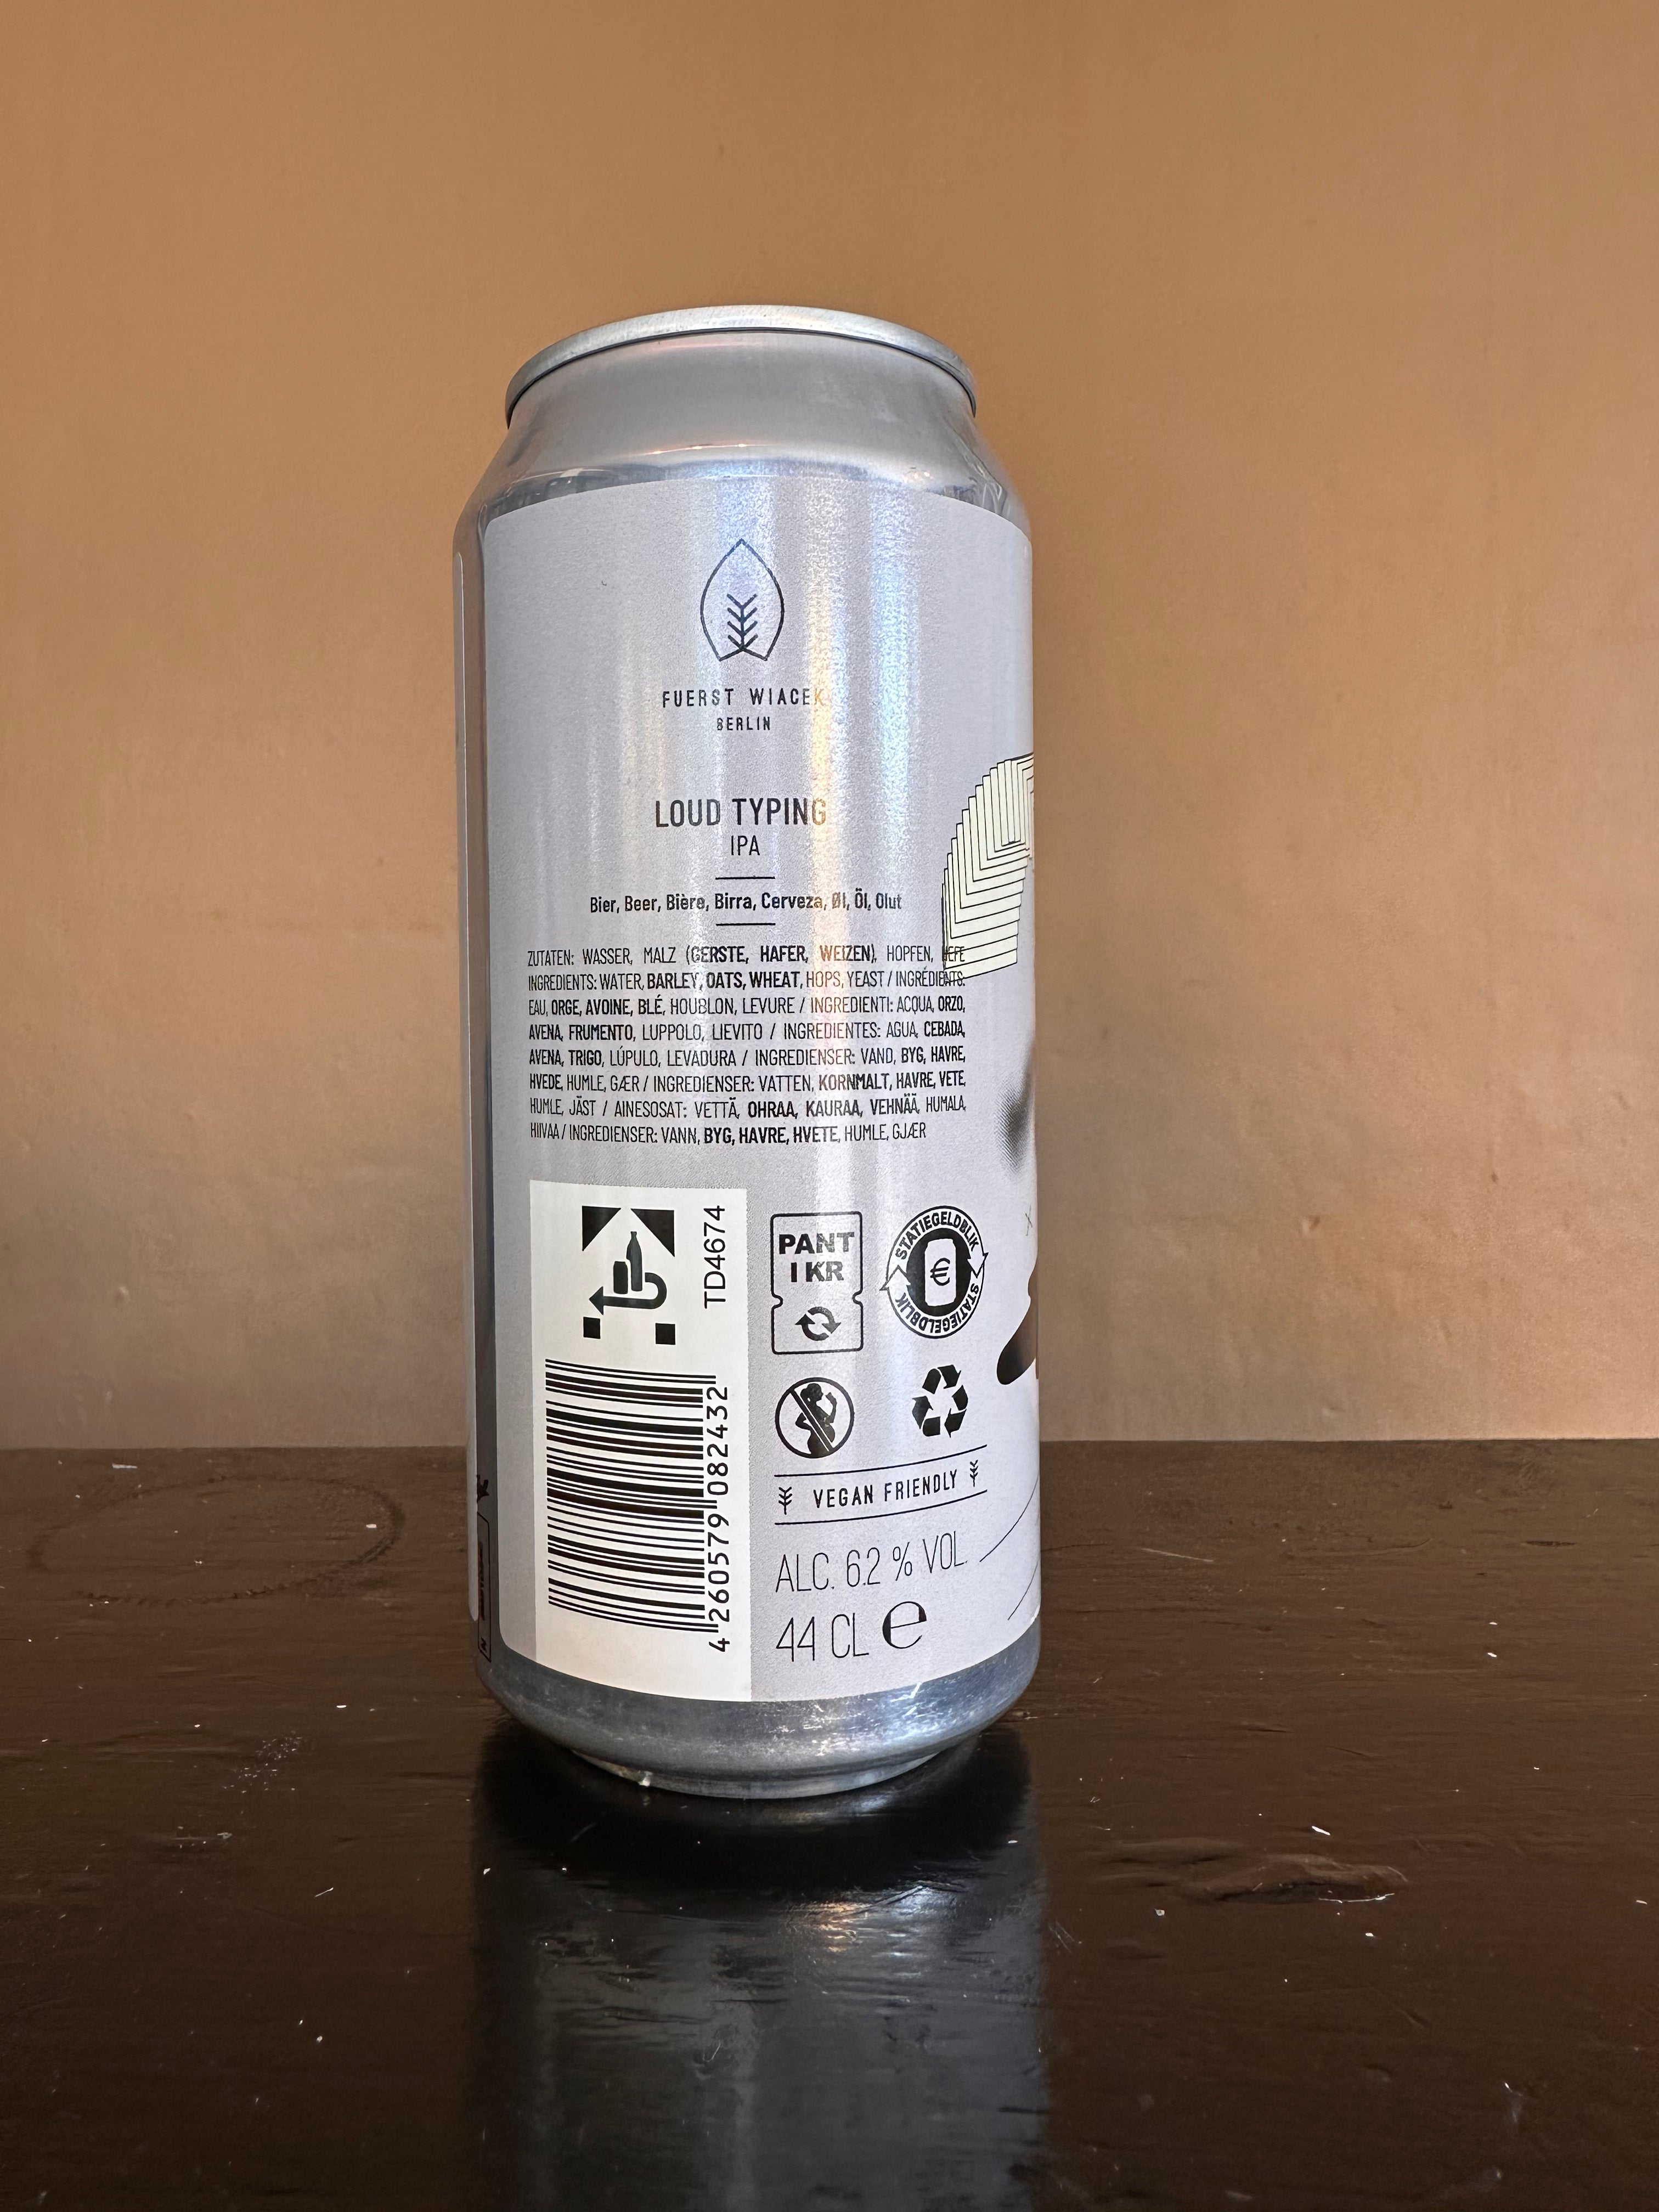 FUERST WIACEK
BERLIN
LOUD TYPING
IPA
Bier, Beer, Bière, Birra, Cerveza, Øl, Öl, Olut
ZUTATEN: WASSER, MALZ (GERSTE, HAFER, WEIZEN), HOPFEN, HEFE
INGREDIENTS: WATER, BARLEY, OATS, WHEAT, HOPS, YEAST / INGRÉDIENTS:
EAU, ORGE, AVOINE, BLÉ, HOUBLON, LEVURE / INGREDIENTI: ACQUA, ORZO,
AVENA, FRUMENTO, LUPPOLO, LIEVITO / INGREDIENTES: AGUA, CEBADA,
AVENA, TRIGO, LÚPULO, LEVADURA / INGREDIENSER: VAND, BYG, HAVRE,
HVEDE, HUMLE, GÆR / INGREDIENSER: VATTEN, KORNMALT, HAVRE, VETE,
HUMLE, JÄST / AINESOSAT: VETTÄ, OHRAA, KAURAA, VEHNÄÄ, HUMALA,
HIIVAA / INGREDIENSER: VANN, BYG, HAVRE, HVETE, HUMLE, GJÆR
TD4674
PANT
1 KR
STATIEGELDBLIK
€
STATIEGELDBLIK
4 260579 082432
VEGAN FRIENDLY
ALC. 6.2 % VOL.
44 CL e